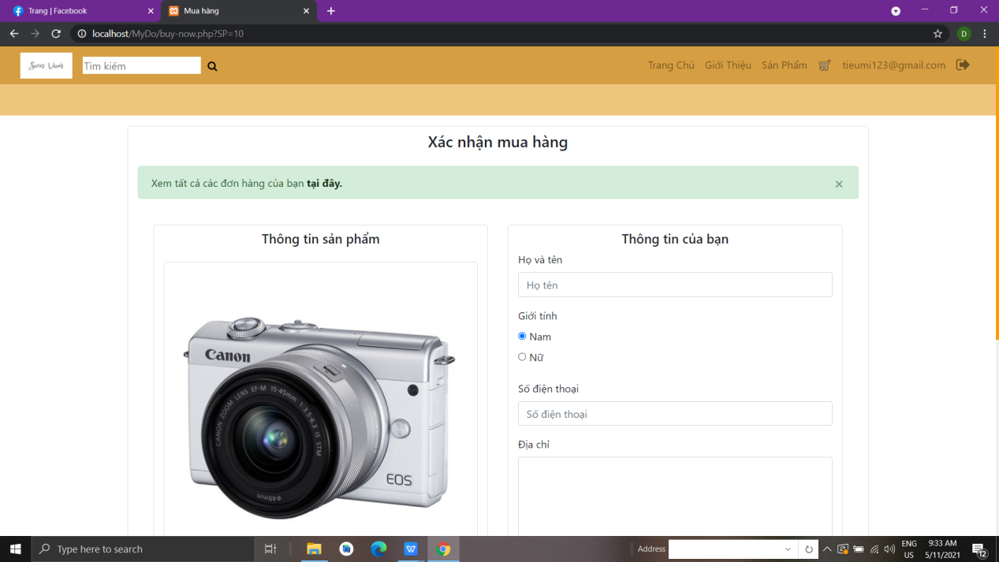 Trang | Facebook
Mua hàng
localhost/MyDo/buy-now.php?SP=10
D
Tìm kiếm
Trang Chủ
Giới Thiệu
Sản Phẩm
tieumi123@gmail.com
Xác nhận mua hàng
Xem tất cả các đơn hàng của bạn tại đây.
Thông tin sản phẩm
Canon
CANON ZOOM LENS EF-M 15-45mm 1:3.5-6.3 IS STM
Φ49mm
EOS
Thông tin của bạn
Họ và tên
Họ tên
Giới tính
Nam
Nữ
Số điện thoại
Số điện thoại
Địa chỉ
Type here to search
Address
ENG
US
9:33 AM
5/11/2021
12